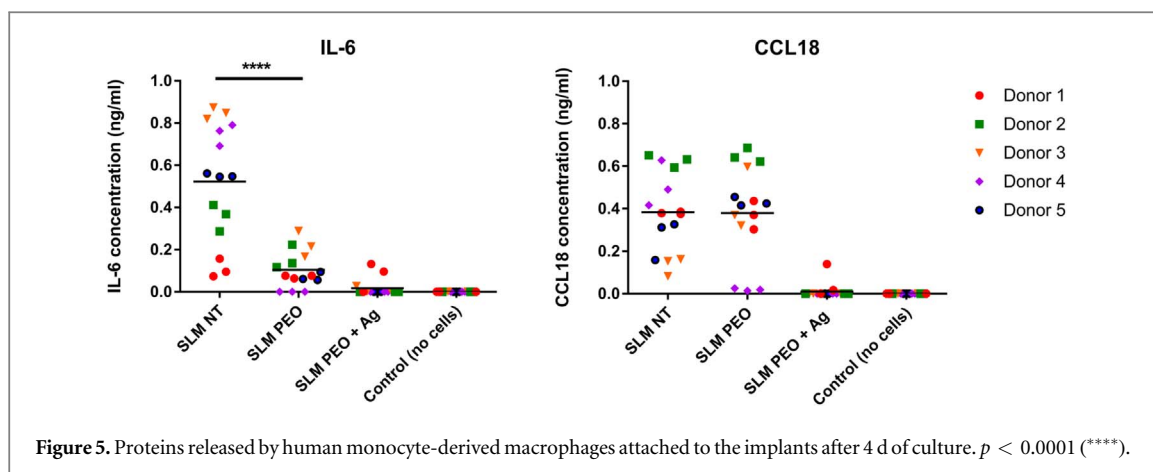 IL-6
****
IL-6 concentration (ng/ml)
1.0
0.8
0.6
0.4
0.2
0.0
SLM NT
SLM PEO
SLM PEO + Ag
Control (no cells)
CCL18
CCL18 concentration (ng/ml)
1.0
0.8
0.6
0.4
0.2
0.0
SLM NT
SLM PEO
SLM PEO + Ag
Control (no cells)
Donor 1
Donor 2
Donor 3
Donor 4
Donor 5
Figure 5. Proteins released by human monocyte-derived macrophages attached to the implants after 4 d of culture. p < 0.0001 (****).